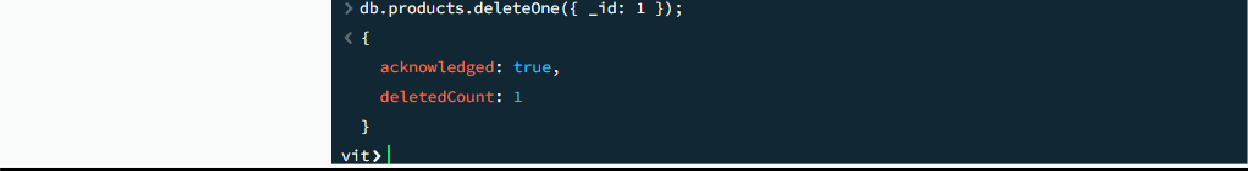 > db.products.deleteOne({ _id: 1 });
< {
acknowledged: true,
deletedCount: 1
}
vit>